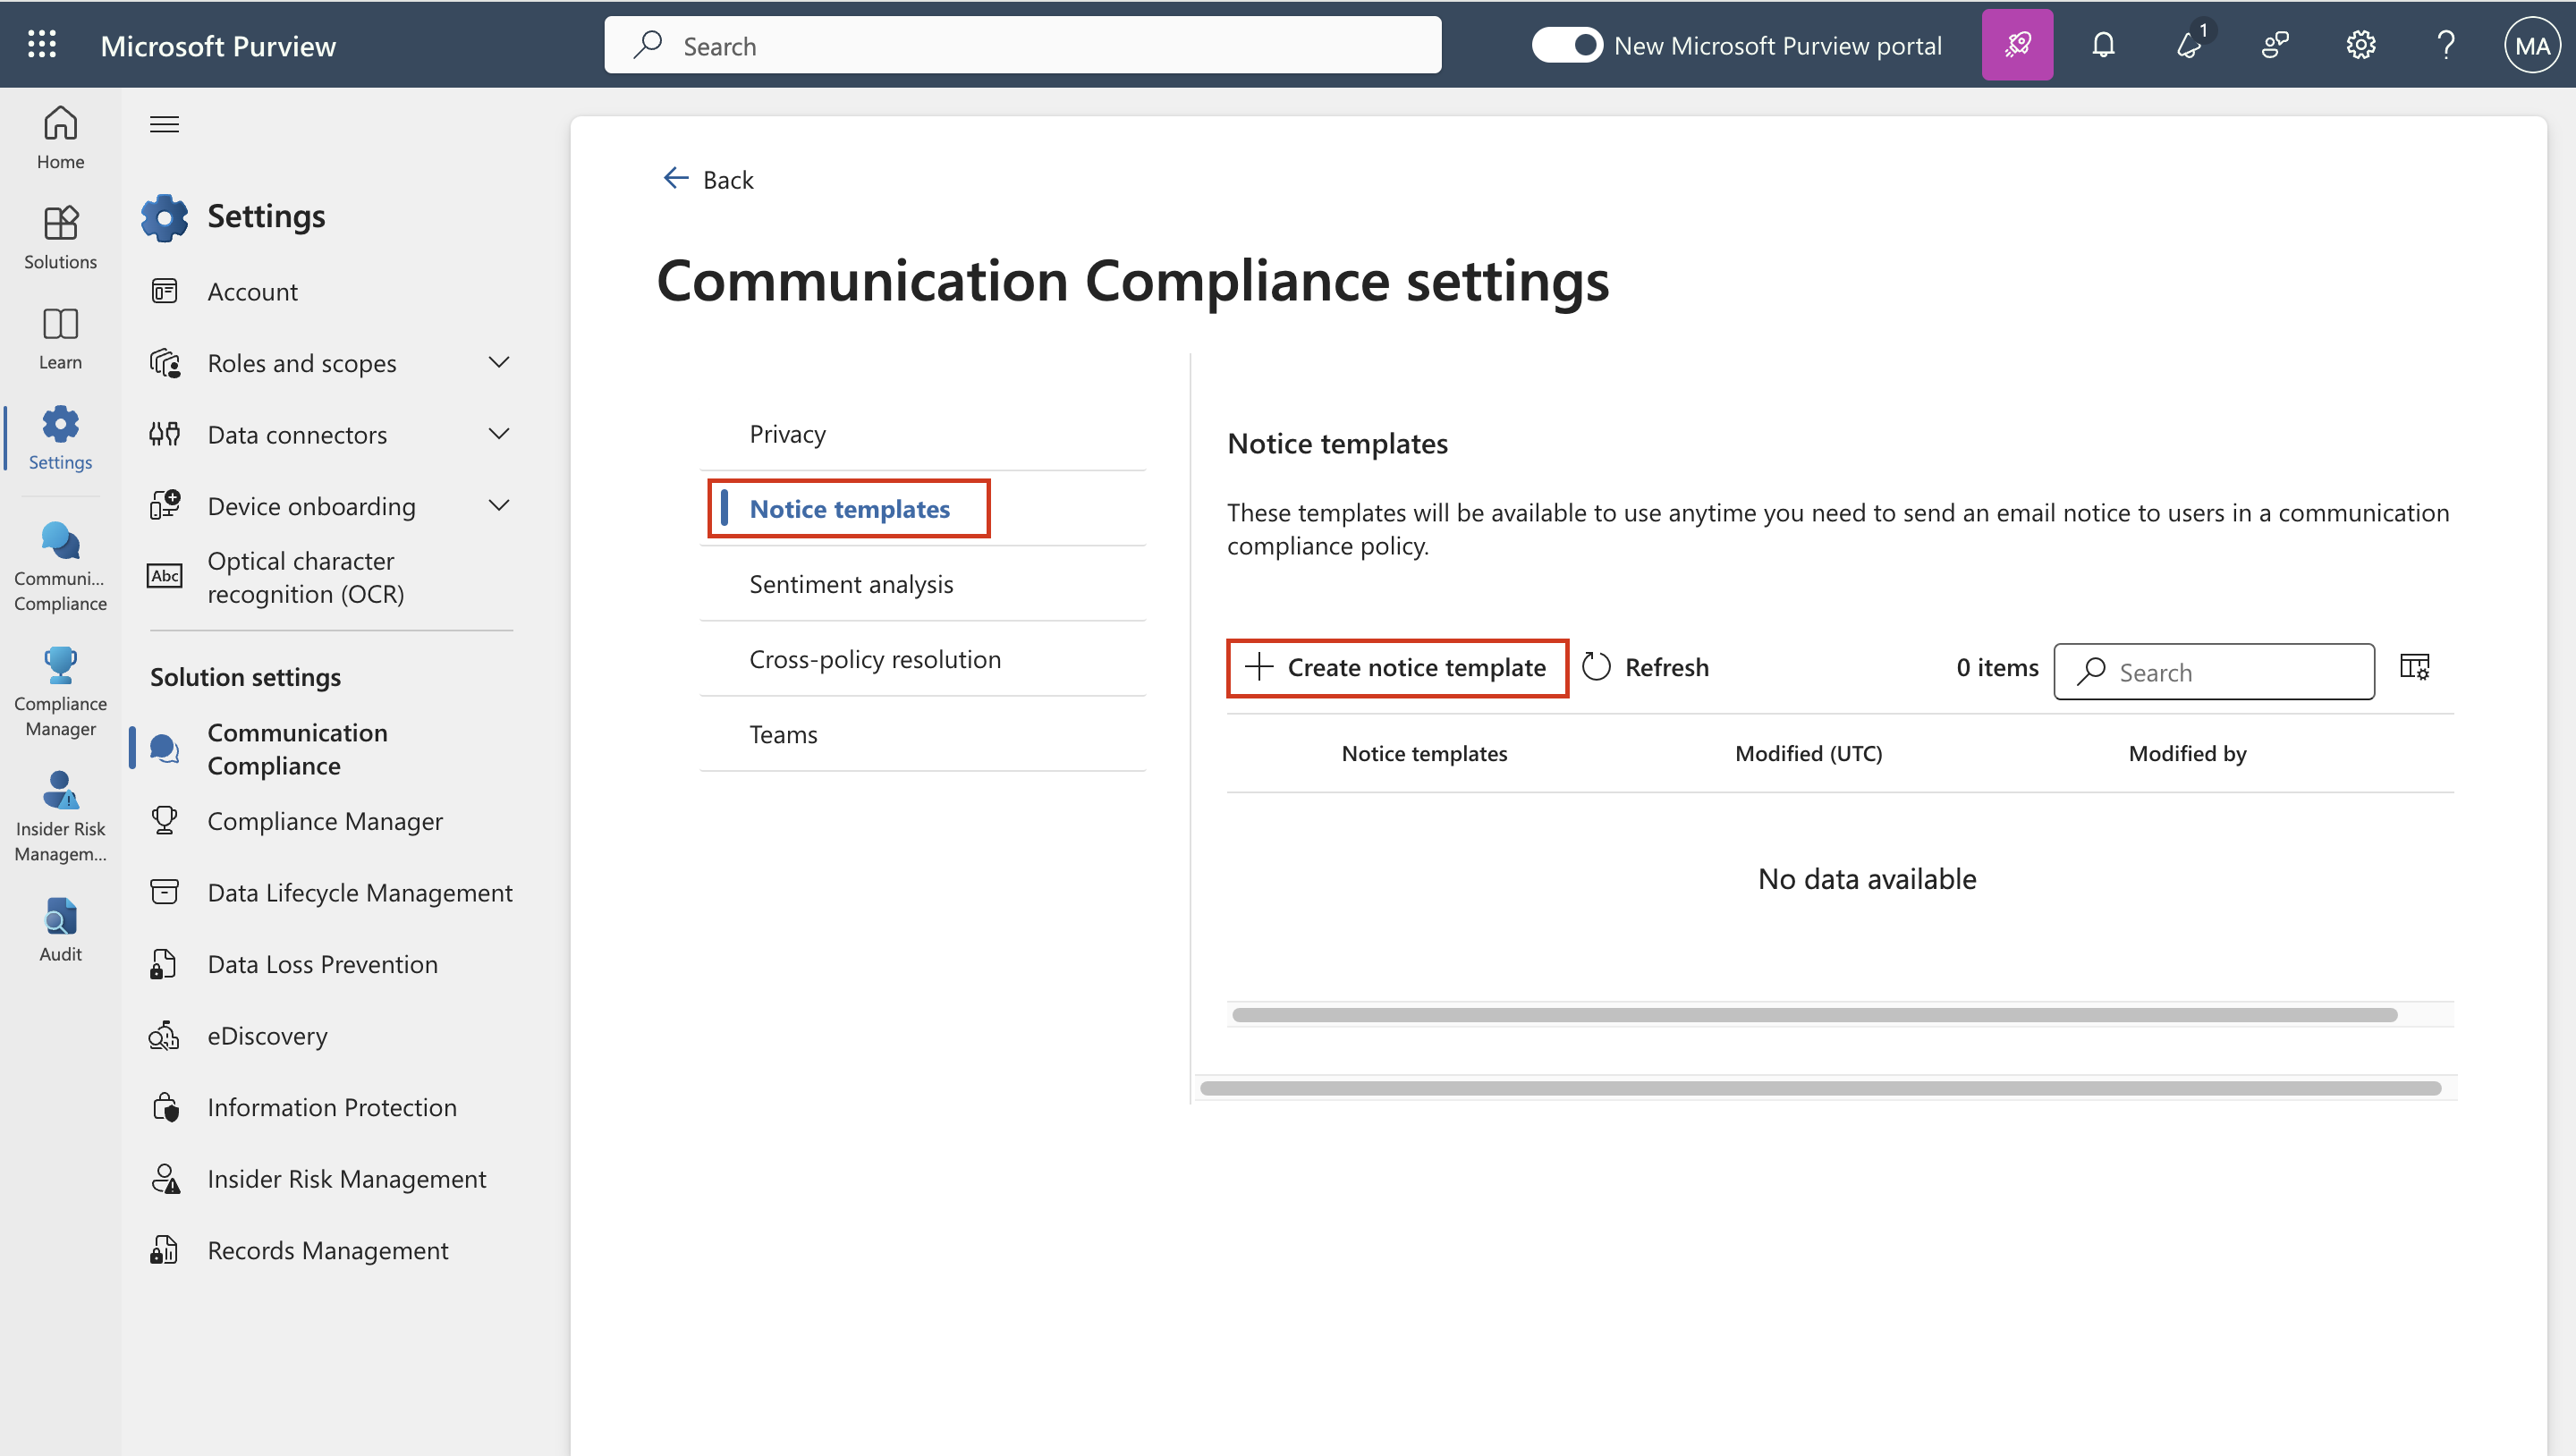 Microsoft Purview
Search
New Microsoft Purview portal
1
MA
Home
Solutions
Learn
Settings
Communi...
Compliance
Compliance
Manager
Insider Risk
Managem...
Audit
Settings
Account
Roles and scopes
Data connectors
Device onboarding
Abc
Optical character
recognition (OCR)
Solution settings
Communication
Compliance
Compliance Manager
Data Lifecycle Management
Data Loss Prevention
eDiscovery
Information Protection
Insider Risk Management
Records Management
Back
Communication Compliance settings
Privacy
Notice templates
Sentiment analysis
Cross-policy resolution
Teams
Notice templates
These templates will be available to use anytime you need to send an email notice to users in a communication
compliance policy.
Create notice template
Refresh
0 items
Search
Notice templates
Modified (UTC)
Modified by
No data available